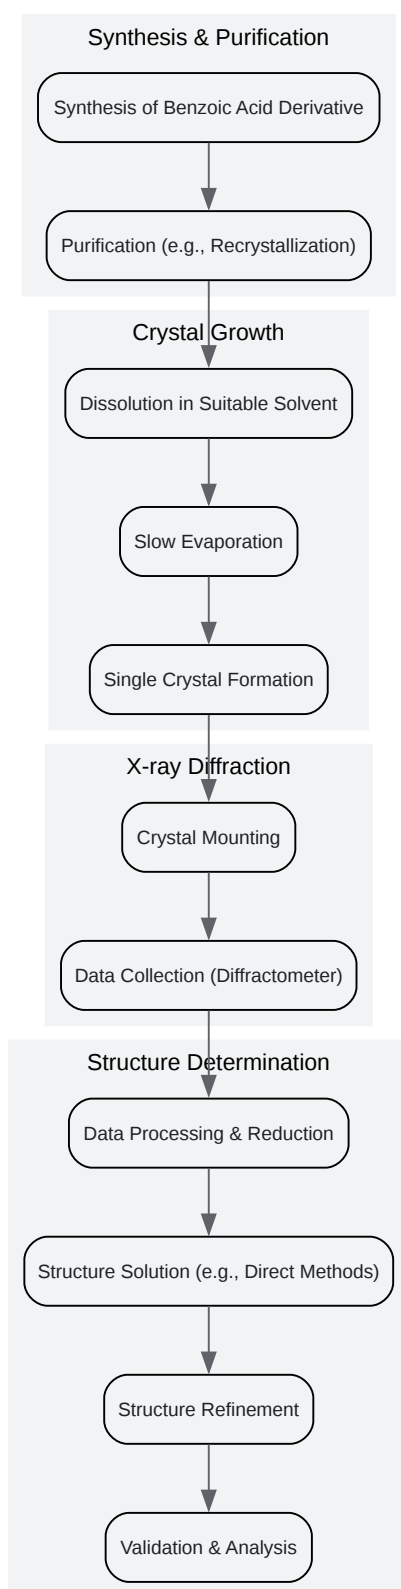 Synthesis & Purification
Synthesis of Benzoic Acid Derivative
Purification (e.g., Recrystallization)
Crystal Growth
Dissolution in Suitable Solvent
Slow Evaporation
Single Crystal Formation
X-ray Diffraction
Crystal Mounting
Data Collection (Diffractometer)
Structure Determination
Data Processing & Reduction
Structure Solution (e.g., Direct Methods)
Structure Refinement
Validation & Analysis